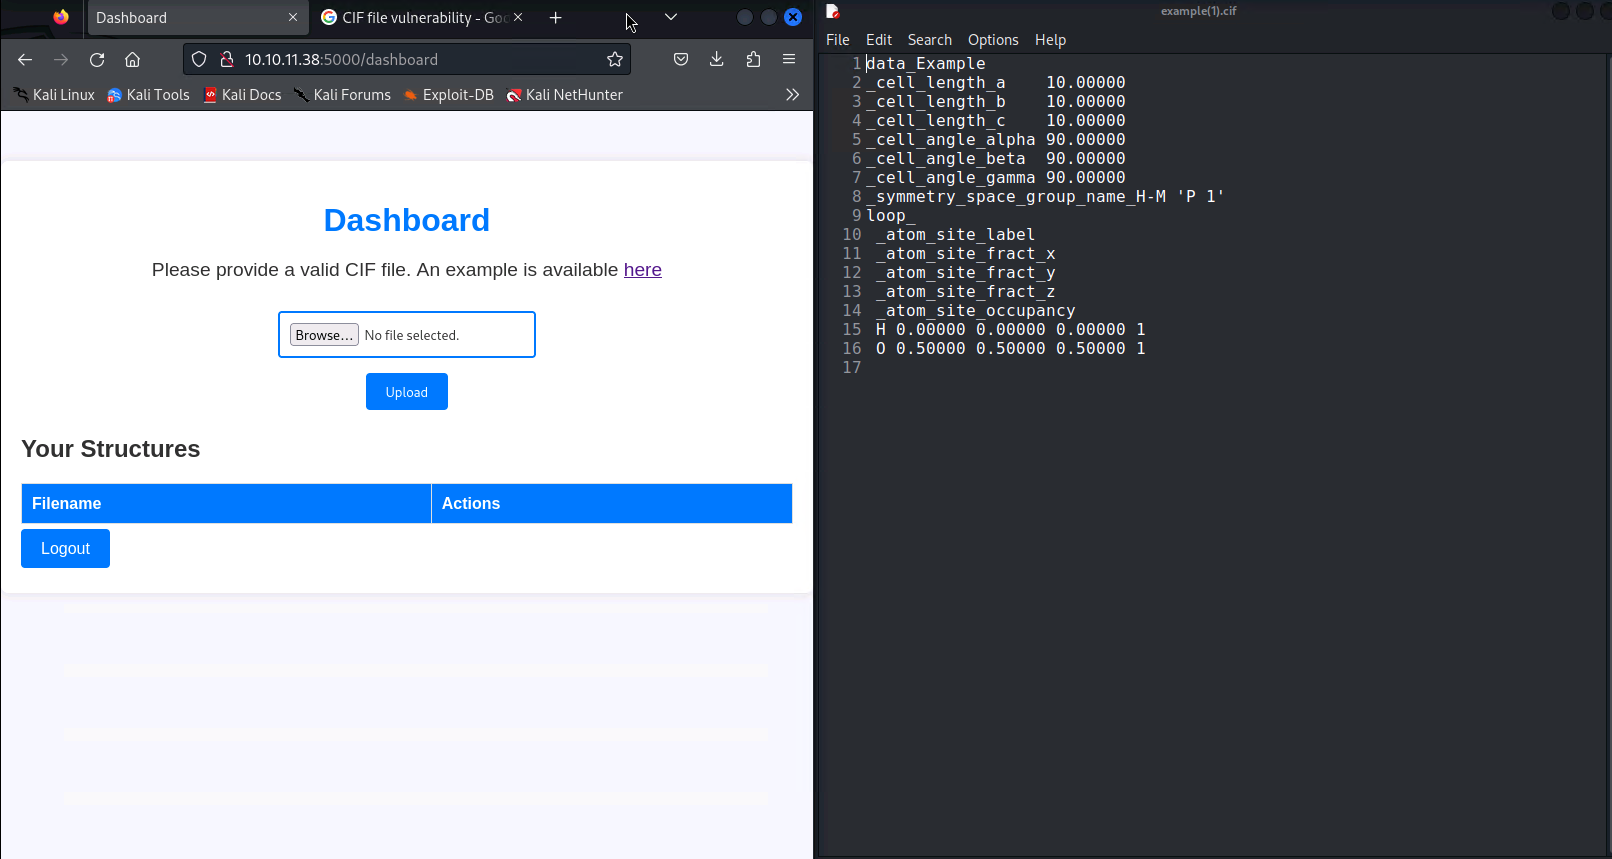 Dashboard
CIF file vulnerability - Goo
10.10.11.38:5000/dashboard
Kali Linux Kali Tools Kali Docs Kali Forums Exploit-DB Kali NetHunter
Dashboard
Please provide a valid CIF file. An example is available here
Browse... No file selected.
Upload
Your Structures
Filename Actions
Logout
example(1).cif
File Edit Search Options Help
1 data_Example
2 _cell_length_a    10.00000
3 _cell_length_b    10.00000
4 _cell_length_c    10.00000
5 _cell_angle_alpha 90.00000
6 _cell_angle_beta  90.00000
7 _cell_angle_gamma 90.00000
8 _symmetry_space_group_name_H-M 'P 1'
9 loop_
10  _atom_site_label
11  _atom_site_fract_x
12  _atom_site_fract_y
13  _atom_site_fract_z
14  _atom_site_occupancy
15  H 0.00000 0.00000 0.00000 1
16  O 0.50000 0.50000 0.50000 1
17